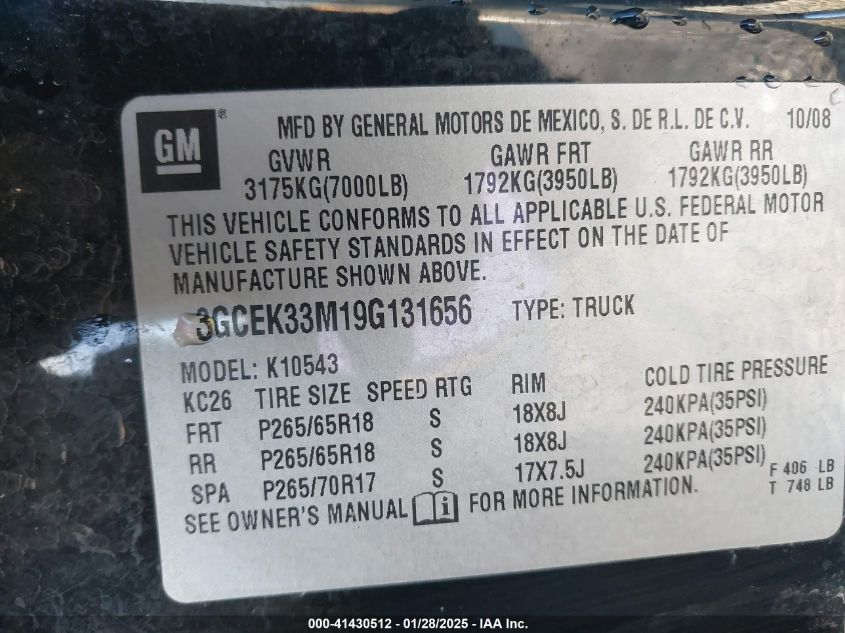 GM ®
MFD BY GENERAL MOTORS DE MEXICO, S. DE R.L. DE C.V. 10/08
GVWR GAWR FRT GAWR RR
3175KG(7000LB) 1792KG(3950LB) 1792KG(3950LB)
THIS VEHICLE CONFORMS TO ALL APPLICABLE U.S. FEDERAL MOTOR
VEHICLE SAFETY STANDARDS IN EFFECT ON THE DATE OF
MANUFACTURE SHOWN ABOVE.
3GCEK33M19G131656 TYPE: TRUCK
MODEL: K10543
KC26 TIRE SIZE SPEED RTG RIM COLD TIRE PRESSURE
FRT P265/65R18 S 18X8J 240KPA(35PSI)
RR P265/65R18 S 18X8J 240KPA(35PSI)
SPA P265/70R17 S 17X7.5J 240KPA(35PSI) F 406 LB
SEE OWNER'S MANUAL i FOR MORE INFORMATION. T 748 LB
000-41430512 - 01/28/2025 - IAA Inc.